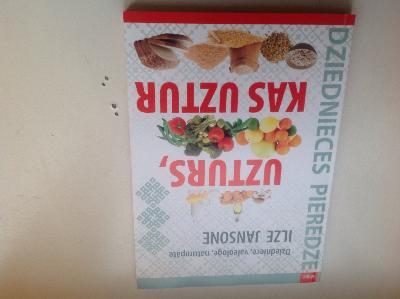 Dziedniece, valeoloģe, naturopāte
ILZE JANSONE
UZTURS,
KAS UZTUR
DZIEDNIECES PIEREDZE